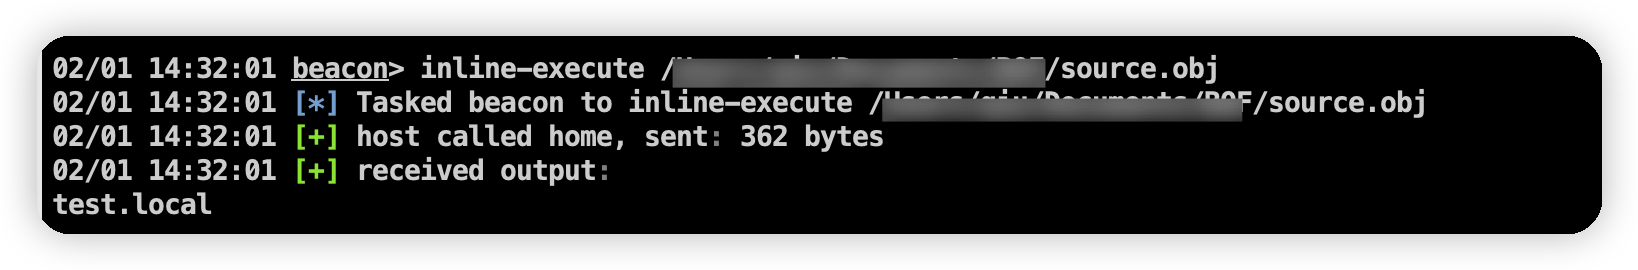 02/01 14:32:01 beacon> inline-execute /source.obj
02/01 14:32:01 [*] Tasked beacon to inline-execute /source.obj
02/01 14:32:01 [+] host called home, sent: 362 bytes
02/01 14:32:01 [+] received output:
test.local